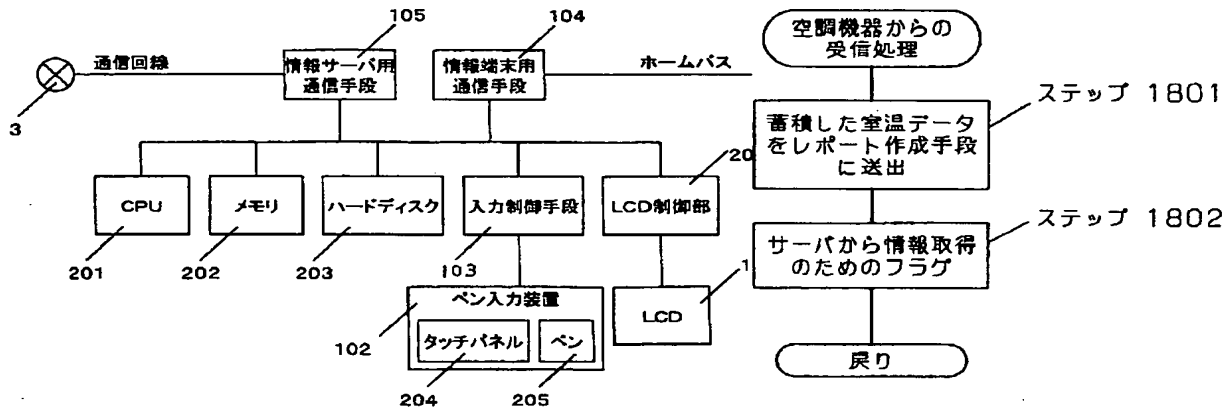 105
104
通信回線
情報サーバ用
通信手段
情報端末用
通信手段
ホームバス
3
CPU
メモリ
ハードディスク
入力制御手段
LCD制御部
20
201
202
203
103
1
ペン入力装置
LCD
102
タッチパネル
ペン
204
205
空調機器からの
受信処理
ステップ 1801
蓄積した室温データ
をレポート作成手段
に送出
ステップ 1802
サーバから情報取得
のためのフラグ
戻り